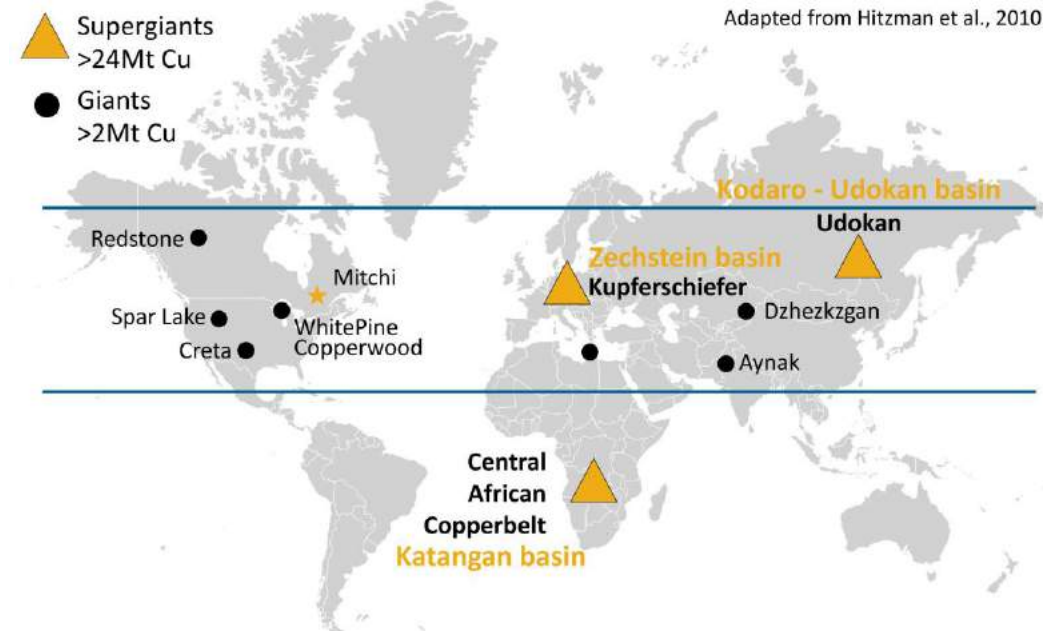 Adapted from Hitzman et al., 2010
Supergiants
>24Mt Cu
Giants
>2Mt Cu
Kodaro - Udokan basin
Udokan
Redstone
Mitchi
Zechstein basin
Kupferschiefer
Spar Lake
WhitePine
Copperwood
Dzhezkzgan
Creta
Aynak
Central
African
Copperbelt
Katangan basin